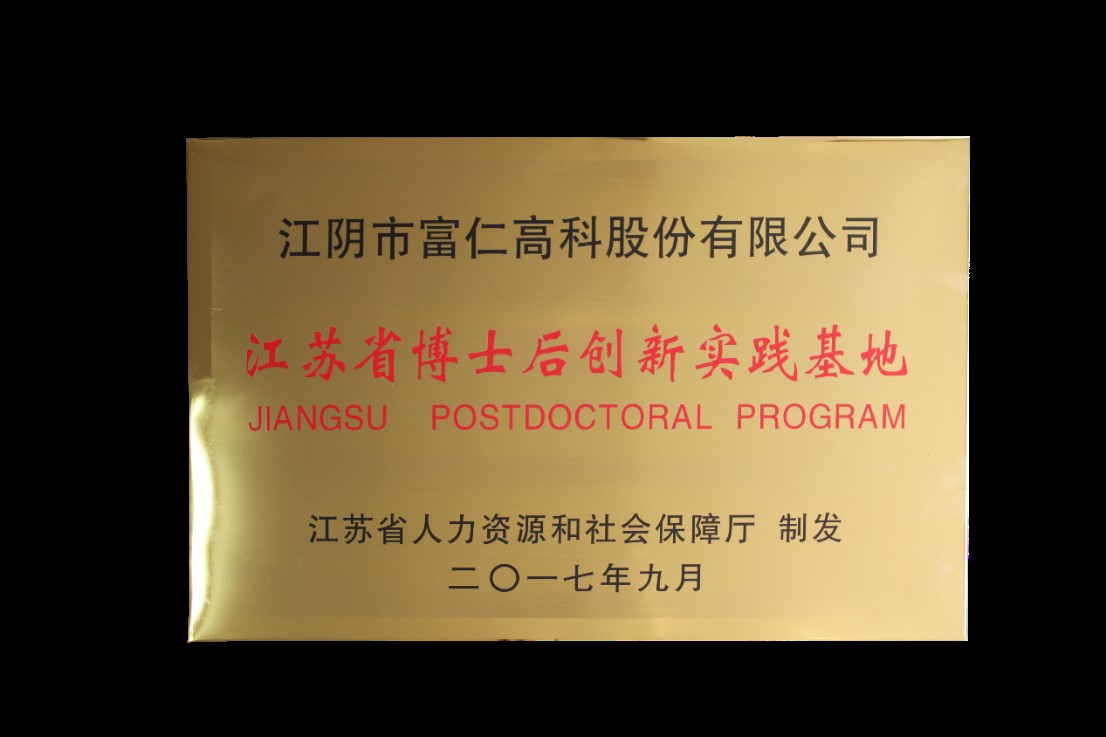 江阴市富仁高科股份有限公司
江苏省博士后创新实践基地
JIANGSU POSTDOCTORAL PROGRAM
江苏省人力资源和社会保障厅 制发
二〇一七年九月